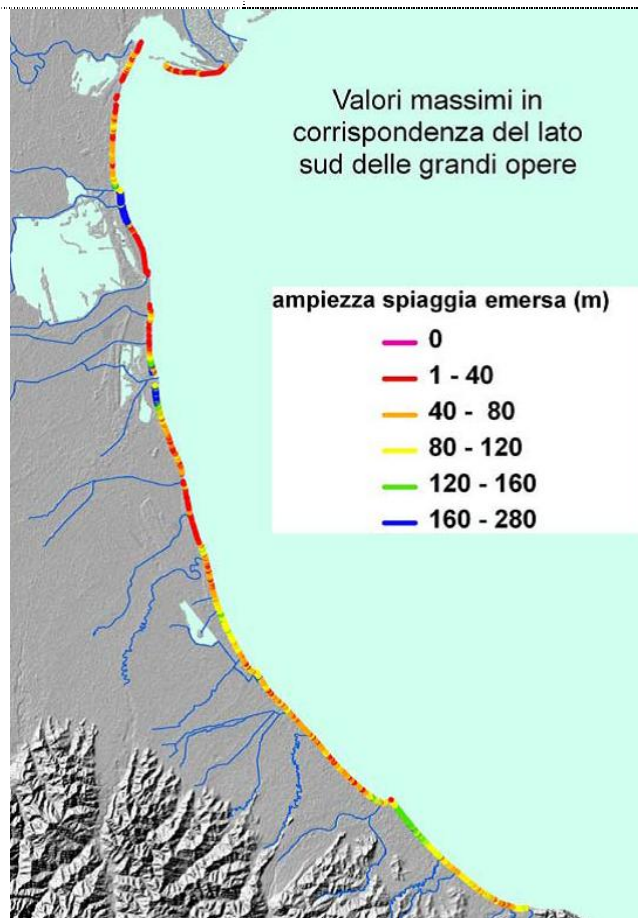 Valori massimi in
corrispondenza del lato
sud delle grandi opere
ampiezza spiaggia emersa (m)
0
1 - 40
40 - 80
80 - 120
120 - 160
160 - 280